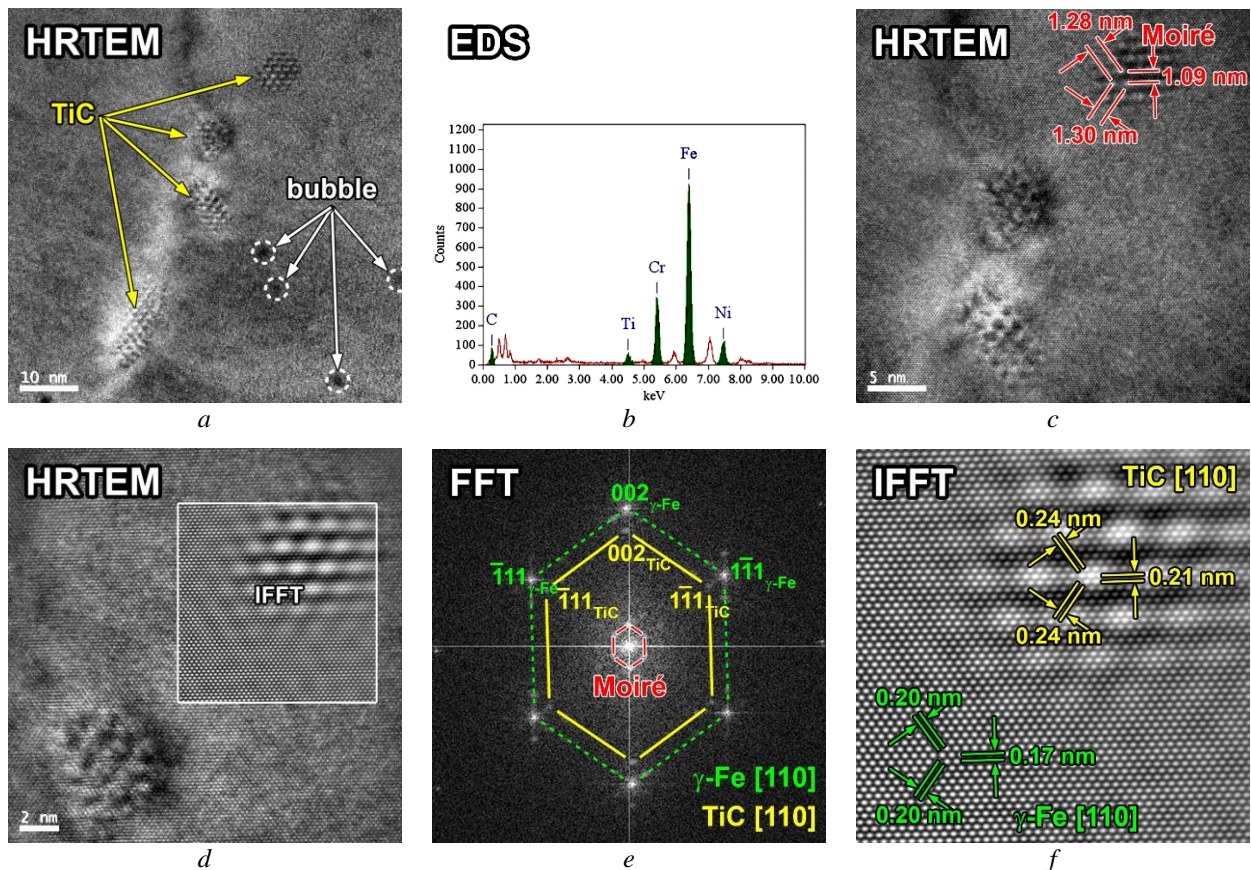 HRTEM
TiC
bubble
10 nm
a
EDS
1200
1100
1000
900
800
700
600
500
400
300
200
100
0
Counts
C
Ti
Cr
Fe
Ni
0.00 1.00 2.00 3.00 4.00 5.00 6.00 7.00 8.00 9.00 10.00
keV
b
HRTEM
1.28 nm
Moiré
1.09 nm
1.30 nm
5 nm
c
HRTEM
IFFT
2 nm
d
FFT
002γ-Fe
002TiC
1̄11γ-Fe
11̄1γ-Fe
1̄11TiC
11̄1TiC
Moiré
γ-Fe [110]
TiC [110]
e
IFFT
TiC [110]
0.24 nm
0.21 nm
0.24 nm
0.20 nm
0.17 nm
0.20 nm
γ-Fe [110]
f